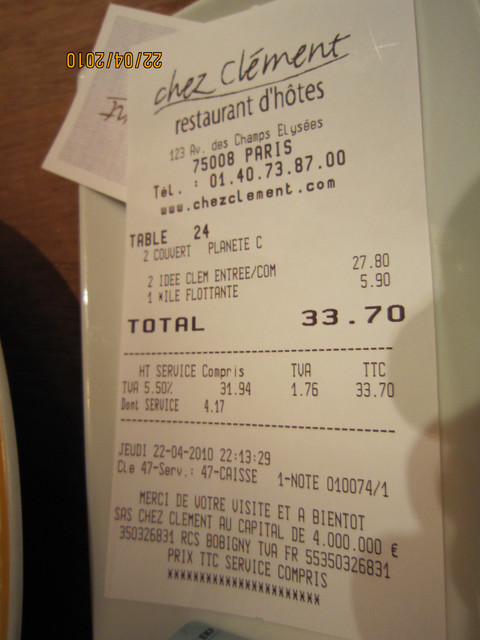 22/04/2010
chez Clément
restaurant d'hôtes
123 Av. des Champs Elysées
75008 PARIS
Tél. : 01.40.73.87.00
www.chezclement.com
TABLE 24
2 COUVERT PLANETE C
2 IDEE CLEM ENTREE/COM 27.80
1 *ILE FLOTTANTE 5.90
TOTAL 33.70
HT SERVICE Compris TVA TTC
TVA 5.50% 31.94 1.76 33.70
Dont SERVICE 4.17
JEUDI 22-04-2010 22:13:29
Cle 47-Serv.: 47-CAISSE 1-NOTE 010074/1
MERCI DE VOTRE VISITE ET A BIENTOT
SAS CHEZ CLEMENT AU CAPITAL DE 4.000.000 €
350326831 RCS BOBIGNY TVA FR 55350326831
PRIX TTC SERVICE COMPRIS
**********************